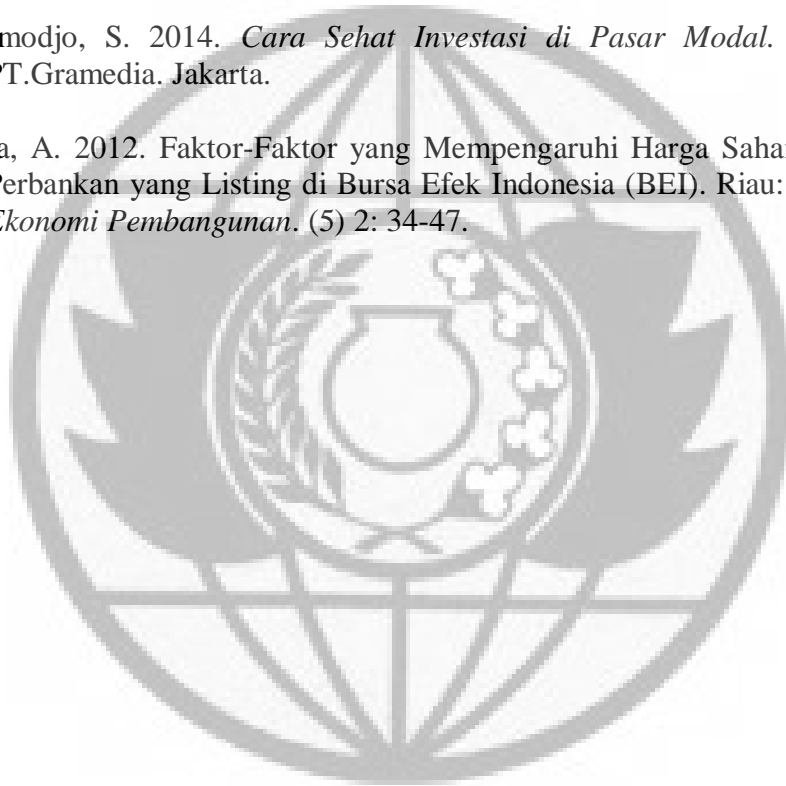 modjo, S. 2014. Cara Sehat Investasi di Pasar Modal.
PT.Gramedia. Jakarta.
a, A. 2012. Faktor-Faktor yang Mempengaruhi Harga Saham
Perbankan yang Listing di Bursa Efek Indonesia (BEI). Riau:
Ekonomi Pembangunan. (5) 2: 34-47.